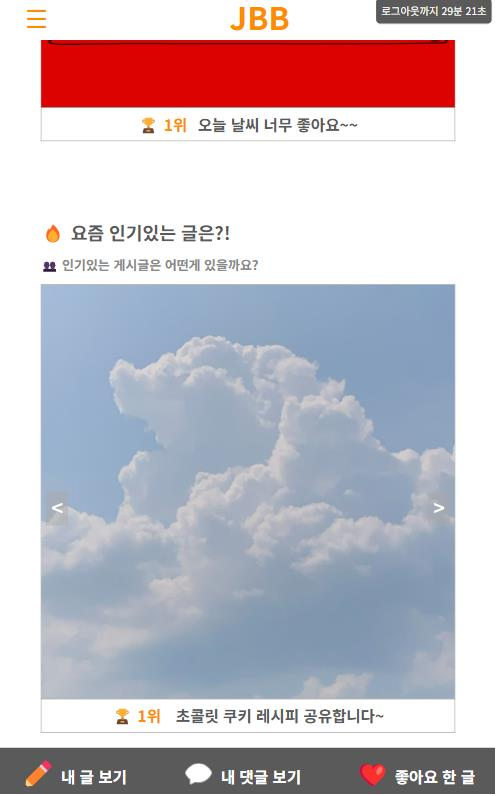 JBB
로그아웃까지 29분 21초
🏆 1위 오늘 날씨 너무 좋아요~~
🔥 요즘 인기있는 글은?!
👥 인기있는 게시글은 어떤게 있을까요?
< >
🏆 1위 초콜릿 쿠키 레시피 공유합니다~
내 글 보기 내 댓글 보기 좋아요 한 글